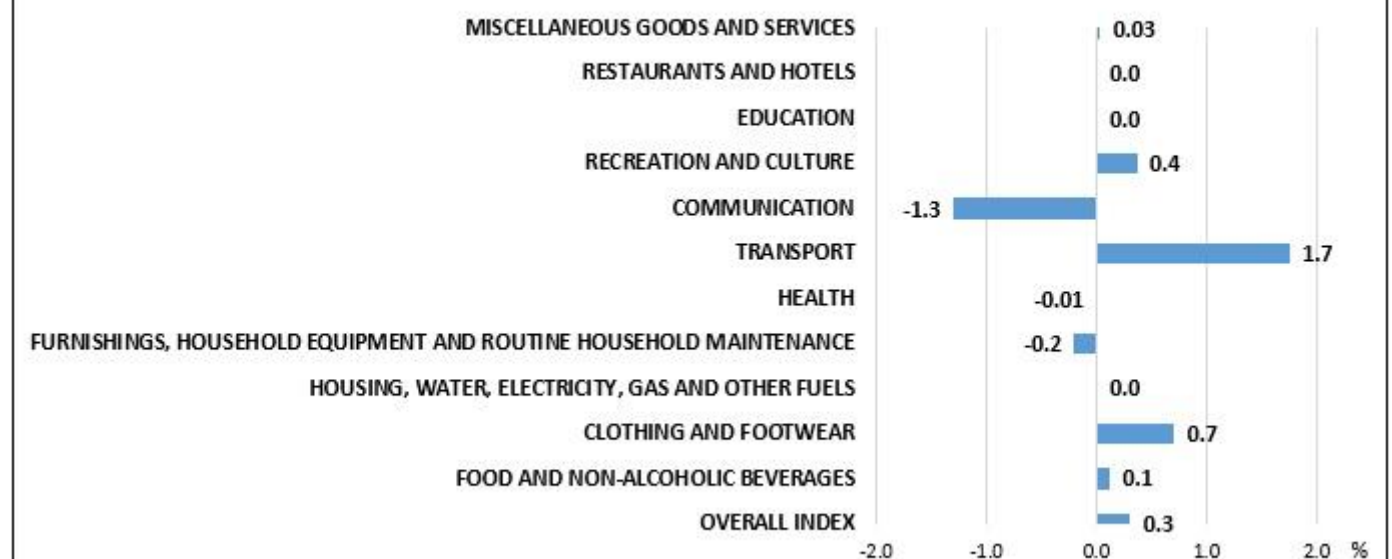 MISCELLANEOUS GOODS AND SERVICES 0.03
RESTAURANTS AND HOTELS 0.0
EDUCATION 0.0
RECREATION AND CULTURE 0.4
COMMUNICATION -1.3
TRANSPORT 1.7
HEALTH -0.01
FURNISHINGS, HOUSEHOLD EQUIPMENT AND ROUTINE HOUSEHOLD MAINTENANCE -0.2
HOUSING, WATER, ELECTRICITY, GAS AND OTHER FUELS 0.0
CLOTHING AND FOOTWEAR 0.7
FOOD AND NON-ALCOHOLIC BEVERAGES 0.1
OVERALL INDEX 0.3
-2.0 -1.0 0.0 1.0 2.0 %